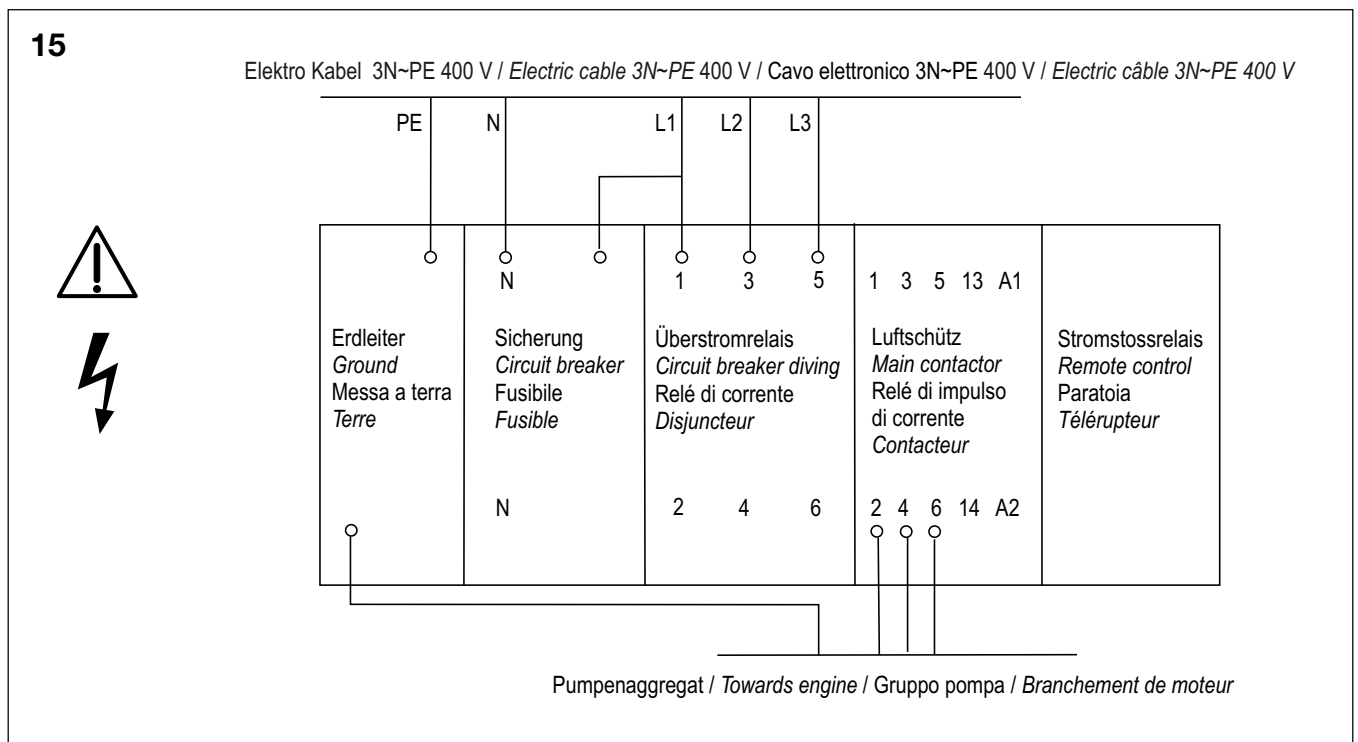 15
Elektro Kabel 3N~PE 400 V / Electric cable 3N~PE 400 V / Cavo elettronico 3N~PE 400 V / Electric câble 3N~PE 400 V
PE N L1 L2 L3
N 1 3 5 1 3 5 13 A1
Erdleiter
Ground
Messa a terra
Terre
Sicherung
Circuit breaker
Fusibile
Fusible
Überstromrelais
Circuit breaker diving
Relé di corrente
Disjuncteur
Luftschütz
Main contactor
Relé di impulso
di corrente
Contacteur
Stromstossrelais
Remote control
Paratoia
Télérupteur
N 2 4 6 2 4 6 14 A2
Pumpenaggregat / Towards engine / Gruppo pompa / Branchement de moteur